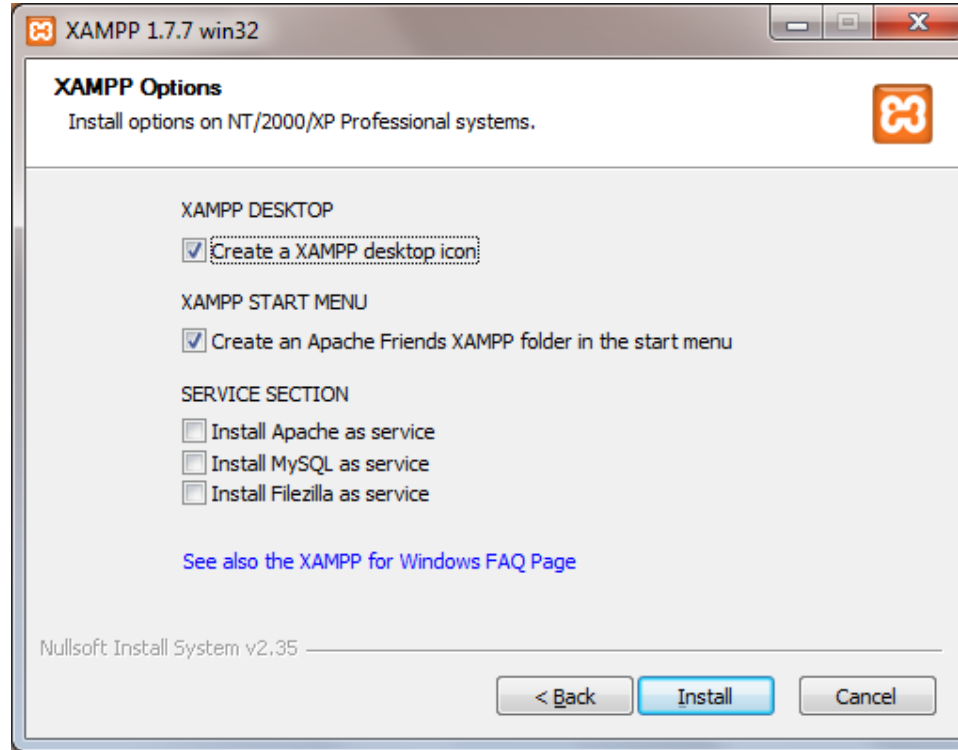 XAMPP 1.7.7 win32
XAMPP Options
Install options on NT/2000/XP Professional systems.
XAMPP DESKTOP
Create a XAMPP desktop icon
XAMPP START MENU
Create an Apache Friends XAMPP folder in the start menu
SERVICE SECTION
Install Apache as service
Install MySQL as service
Install Filezilla as service
See also the XAMPP for Windows FAQ Page
Nullsoft Install System v2.35
< Back Install Cancel